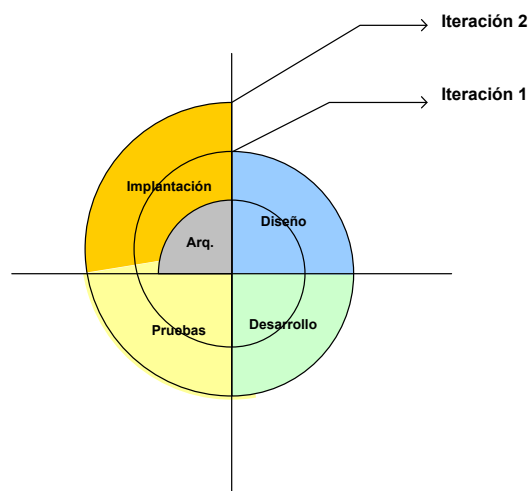 Iteración 2
Iteración 1
Implantación
Diseño
Arq.
Pruebas
Desarrollo